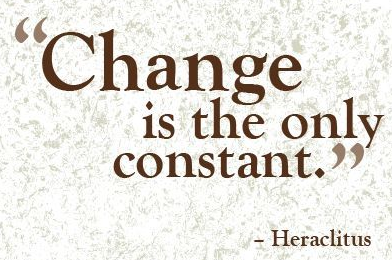 “Change
is the only
constant.”
– Heraclitus